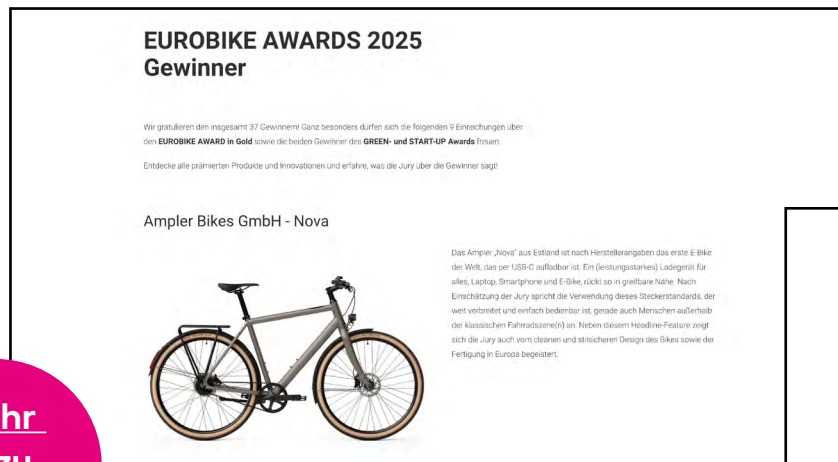 EUROBIKE AWARDS 2025
Gewinner
Wir gratulieren den insgesamt 37 Gewinnern! Ganz besonders dürfen sich die folgenden 9 Einreichungen über
den EUROBIKE AWARD in Gold sowie die beiden Gewinner des GREEN- und START-UP Awards freuen.
Entdecke alle prämierten Produkte und Innovationen und erfahre, was die Jury über die Gewinner sagt!
Ampler Bikes GmbH - Nova
Das Ampler „Nova“ aus Estland ist nach Herstellerangaben das erste E-Bike
der Welt, das per USB-C aufladbar ist. Ein (leistungsstarkes) Ladegerät für
alles, Laptop, Smartphone und E-Bike, rückt so in greifbare Nähe. Nach
Einschätzung der Jury spricht die Verwendung dieses Steckerstandards, der
weit verbreitet und einfach bedienbar ist, gerade auch Menschen außerhalb
der klassischen Fahrradszene(n) an. Neben diesem Headline-Feature zeigt
sich die Jury auch vom cleanen und stilsicheren Design des Bikes sowie der
Fertigung in Europa begeistert.
hr
zu